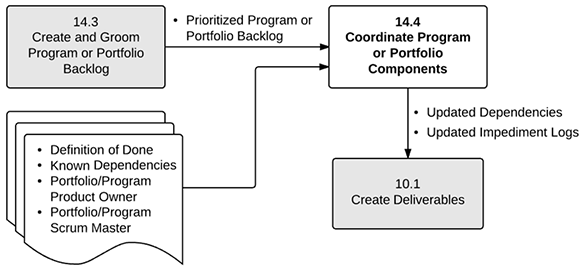 14.3
Create and Groom
Program or Portfolio
Backlog
• Prioritized Program or
Portfolio Backlog
14.4
Coordinate Program
or Portfolio
Components
• Updated Dependencies
• Updated Impediment Logs
• Definition of Done
• Known Dependencies
• Portfolio/Program
Product Owner
• Portfolio/Program
Scrum Master
10.1
Create Deliverables